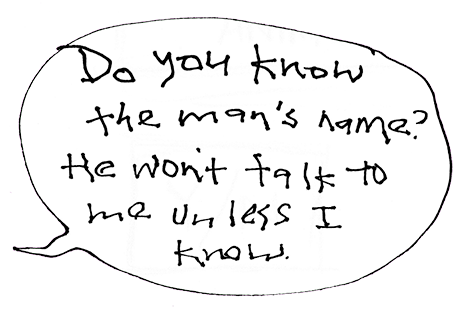 Do you know
the man's name?
He won't talk to
me unless I
know.